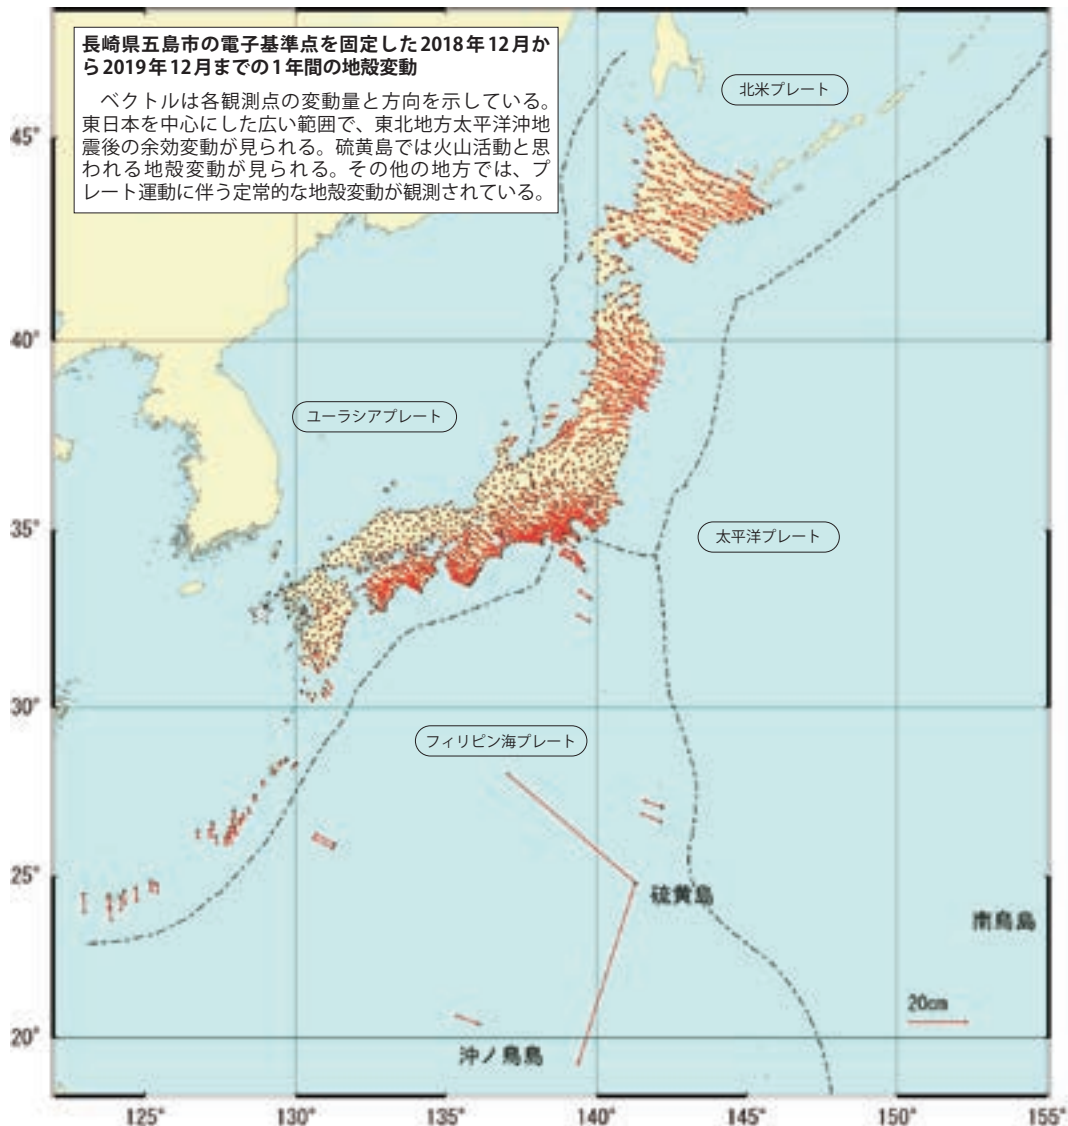 長崎県五島市の電子基準点を固定した2018年12月か
ら2019年12月までの1年間の地殻変動
ベクトルは各観測点の変動量と方向を示している。
東日本を中心にした広い範囲で、東北地方太平洋沖地
震後の余効変動が見られる。硫黄島では火山活動と思
われる地殻変動が見られる。その他の地方では、プ
レート運動に伴う定常的な地殻変動が観測されている。
北米プレート
45°
40°
ユーラシアプレート
35°
太平洋プレート
30°
フィリピン海プレート
25°
硫黄島
南鳥島
20cm
20°
沖ノ鳥島
125° 130° 135° 140° 145° 150° 155°